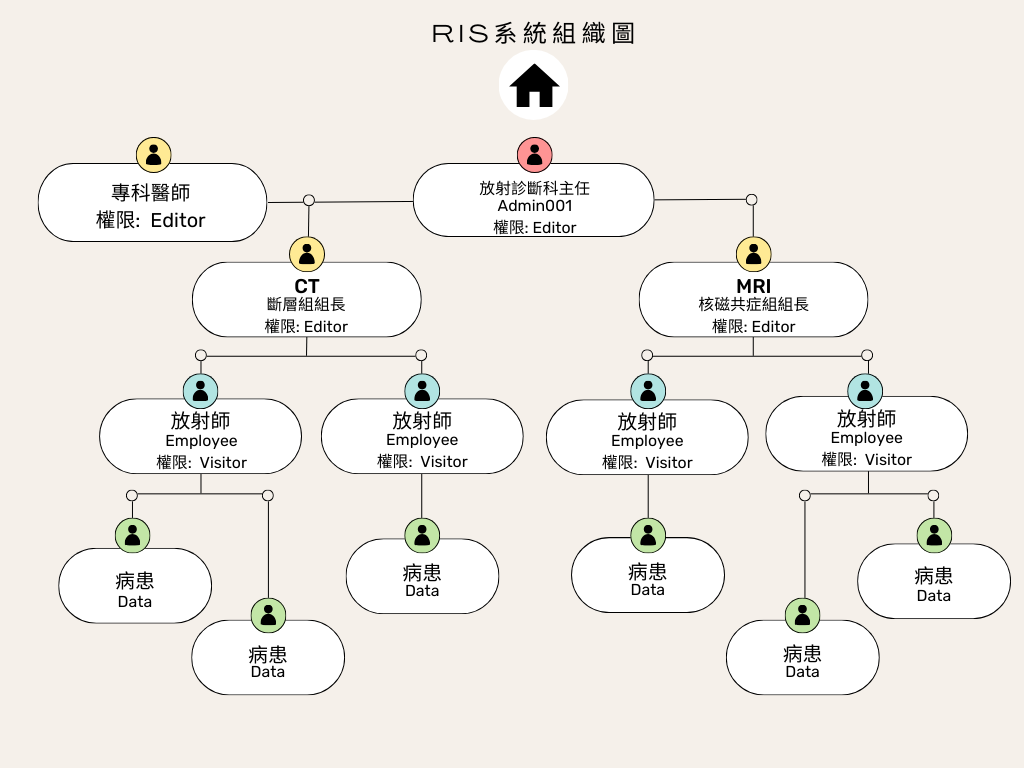 RIS系統組織圖
專科醫師
權限: Editor
放射診斷科主任
Admin001
權限: Editor
CT
斷層組組長
權限: Editor
MRI
核磁共症組組長
權限: Editor
放射師
Employee
權限: Visitor
放射師
Employee
權限: Visitor
放射師
Employee
權限: Visitor
放射師
Employee
權限: Visitor
病患
Data
病患
Data
病患
Data
病患
Data
病患
Data
病患
Data